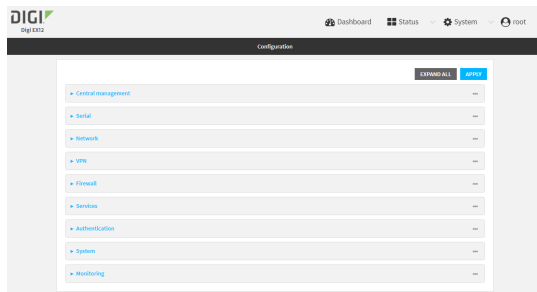 DIGI
Digi EX12
Dashboard
Status
System
root
Configuration
EXPAND ALL
APPLY
Central management
Serial
Network
VPN
Firewall
Services
Authentication
System
Monitoring